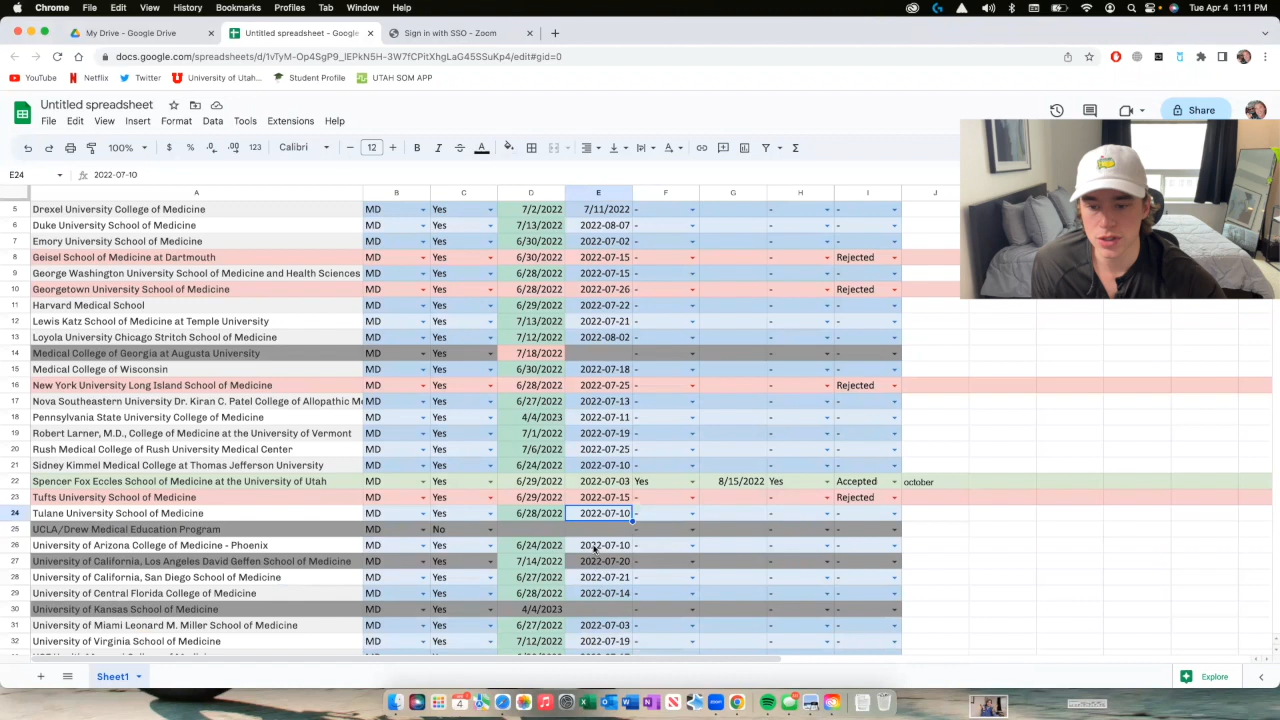 Chrome File Edit View History Bookmarks Profiles Tab Window Help Tue Apr 4 1:11 PM
My Drive - Google Drive Untitled spreadsheet - Google Sign in with SSO - Zoom
docs.google.com/spreadsheets/d/1vTyM-Op4SgP9_lEPkN5H-3W7fCPitXhgLaG45SSuKp4/edit#gid=0
YouTube Netflix Twitter University of Utah... Student Profile UTAH SOM APP
Untitled spreadsheet
File Edit View Insert Format Data Tools Extensions Help
Share
100% $ % .0 .00 123 Calibri 12 B I A
E24 2022-07-10
A B C D E F G H I J
5 Drexel University College of Medicine MD Yes 7/2/2022 7/11/2022 - - - -
6 Duke University School of Medicine MD Yes 7/13/2022 2022-08-07 - - -
7 Emory University School of Medicine MD Yes 6/30/2022 2022-07-02 - - -
8 Geisel School of Medicine at Dartmouth MD Yes 6/30/2022 2022-07-15 - - Rejected
9 George Washington University School of Medicine and Health Sciences MD Yes 6/28/2022 2022-07-15 - - -
10 Georgetown University School of Medicine MD Yes 6/28/2022 2022-07-26 - - Rejected
11 Harvard Medical School MD Yes 6/29/2022 2022-07-22 - - -
12 Lewis Katz School of Medicine at Temple University MD Yes 7/13/2022 2022-07-21 - - -
13 Loyola University Chicago Stritch School of Medicine MD Yes 7/12/2022 2022-08-02 - - -
14 Medical College of Georgia at Augusta University MD Yes 7/18/2022 - - -
15 Medical College of Wisconsin MD Yes 6/30/2022 2022-07-18 - - -
16 New York University Long Island School of Medicine MD Yes 6/28/2022 2022-07-25 - - Rejected
17 Nova Southeastern University Dr. Kiran C. Patel College of Allopathic Me MD Yes 6/27/2022 2022-07-13 - - -
18 Pennsylvania State University College of Medicine MD Yes 4/4/2023 2022-07-11 - - -
19 Robert Larner, M.D., College of Medicine at the University of Vermont MD Yes 7/1/2022 2022-07-19 - - -
20 Rush Medical College of Rush University Medical Center MD Yes 7/6/2022 2022-07-25 - - -
21 Sidney Kimmel Medical College at Thomas Jefferson University MD Yes 6/24/2022 2022-07-10 - - -
22 Spencer Fox Eccles School of Medicine at the University of Utah MD Yes 6/29/2022 2022-07-03 Yes 8/15/2022 Yes Accepted october
23 Tufts University School of Medicine MD Yes 6/29/2022 2022-07-15 - - Rejected
24 Tulane University School of Medicine MD Yes 6/28/2022 2022-07-10 - - -
25 UCLA/Drew Medical Education Program MD No - - -
26 University of Arizona College of Medicine - Phoenix MD Yes 6/24/2022 2022-07-10 - - -
27 University of California, Los Angeles David Geffen School of Medicine MD Yes 7/14/2022 2022-07-20 - - -
28 University of California, San Diego School of Medicine MD Yes 6/27/2022 2022-07-21 - - -
29 University of Central Florida College of Medicine MD Yes 6/28/2022 2022-07-14 - - -
30 University of Kansas School of Medicine MD Yes 4/4/2023 - - -
31 University of Miami Leonard M. Miller School of Medicine MD Yes 6/27/2022 2022-07-03 - - -
32 University of Virginia School of Medicine MD Yes 7/12/2022 2022-07-19 - - -
Sheet1 Explore